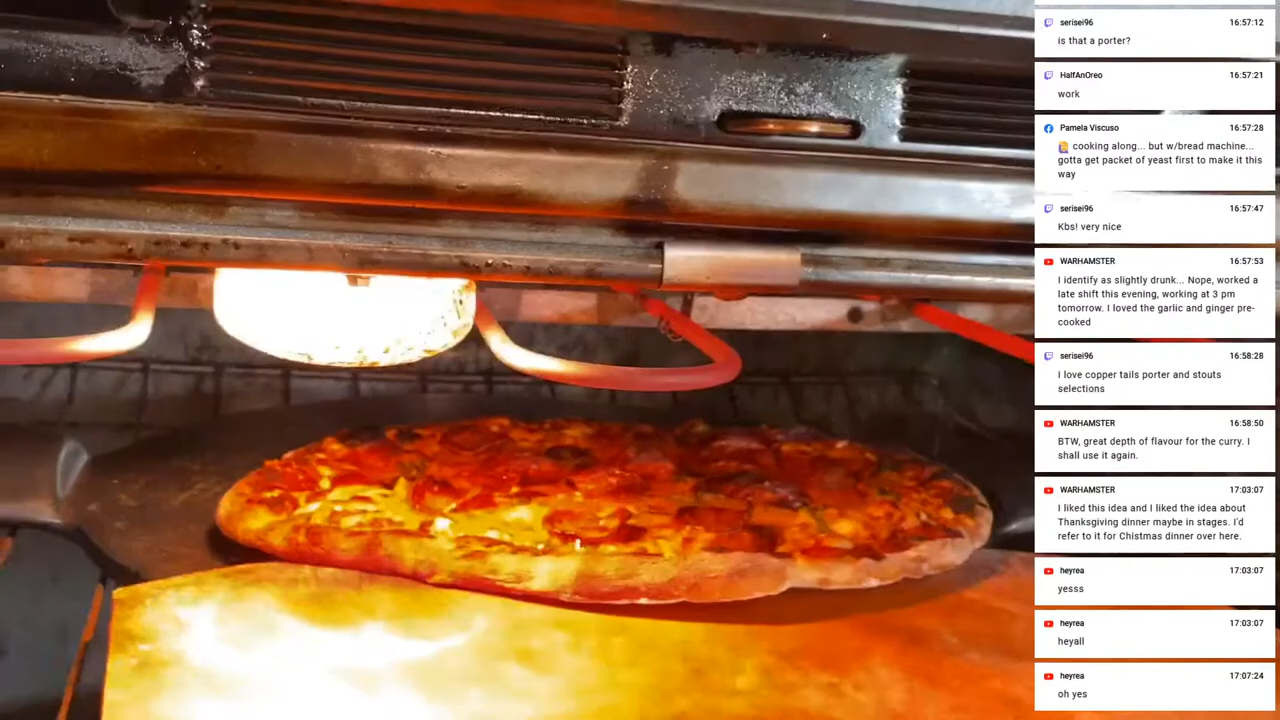 serisei96 16:57:12
is that a porter?
HalfAnOreo 16:57:21
work
Pamela Viscuso 16:57:28
cooking along... but w/bread machine...
gotta get packet of yeast first to make it this
way
serisei96 16:57:47
Kbs! very nice
WARHAMSTER 16:57:53
I identify as slightly drunk... Nope, worked a
late shift this evening, working at 3 pm
tomorrow. I loved the garlic and ginger pre-
cooked
serisei96 16:58:28
I love copper tails porter and stouts
selections
WARHAMSTER 16:58:50
BTW, great depth of flavour for the curry. I
shall use it again.
WARHAMSTER 17:03:07
I liked this idea and I liked the idea about
Thanksgiving dinner maybe in stages. I'd
refer to it for Chistmas dinner over here.
heyrea 17:03:07
yesss
heyrea 17:03:07
heyall
heyrea 17:07:24
oh yes